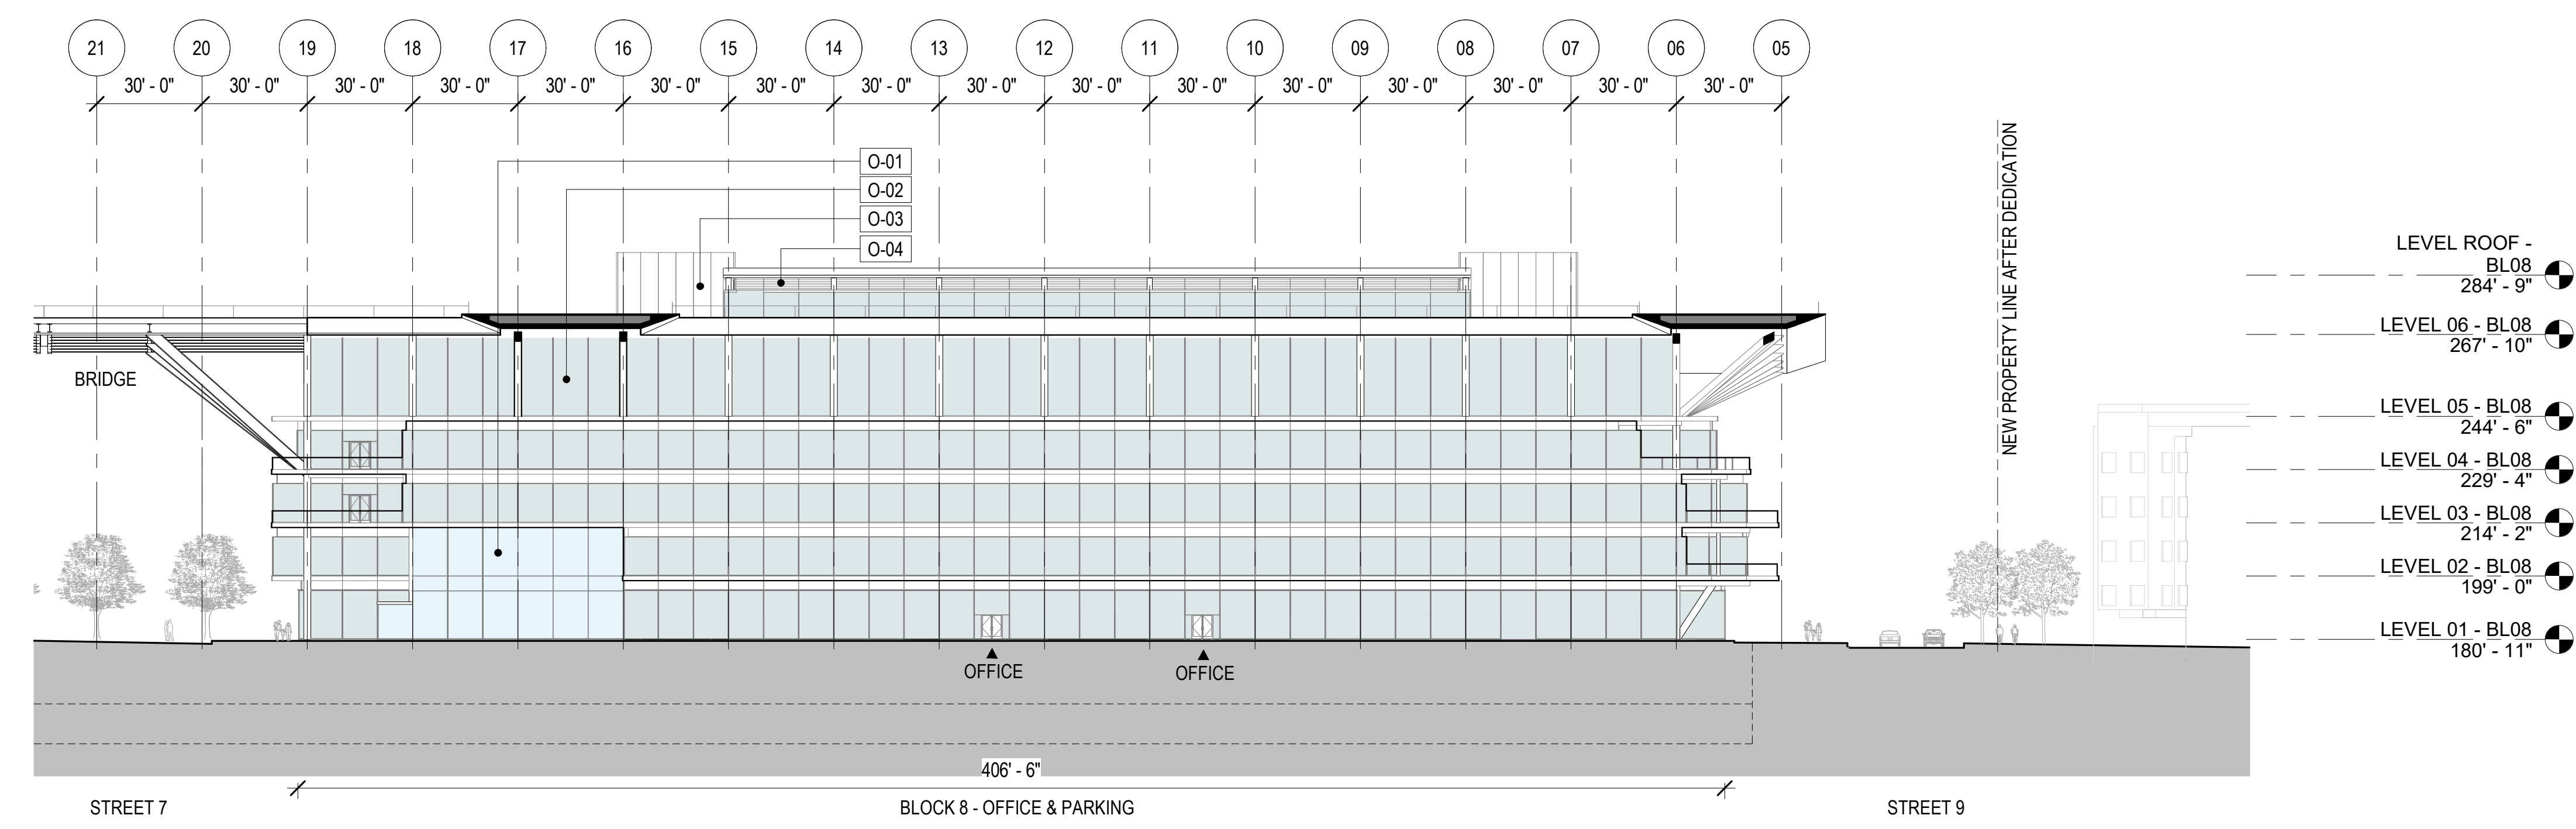 21 20 19 18 17 16 15 14 13 12 11 10 09 08 07 06 05
30' - 0" 30' - 0" 30' - 0" 30' - 0" 30' - 0" 30' - 0" 30' - 0" 30' - 0" 30' - 0" 30' - 0" 30' - 0" 30' - 0" 30' - 0" 30' - 0" 30' - 0" 30' - 0"
O-01
O-02
O-03
O-04
NEW PROPERTY LINE AFTER DEDICATION
LEVEL ROOF -
BL08
284' - 9"
LEVEL 06 - BL08
267' - 10"
BRIDGE
LEVEL 05 - BL08
244' - 6"
LEVEL 04 - BL08
229' - 4"
LEVEL 03 - BL08
214' - 2"
LEVEL 02 - BL08
199' - 0"
LEVEL 01 - BL08
180' - 11"
OFFICE
OFFICE
406' - 6"
STREET 7
BLOCK 8 - OFFICE & PARKING
STREET 9